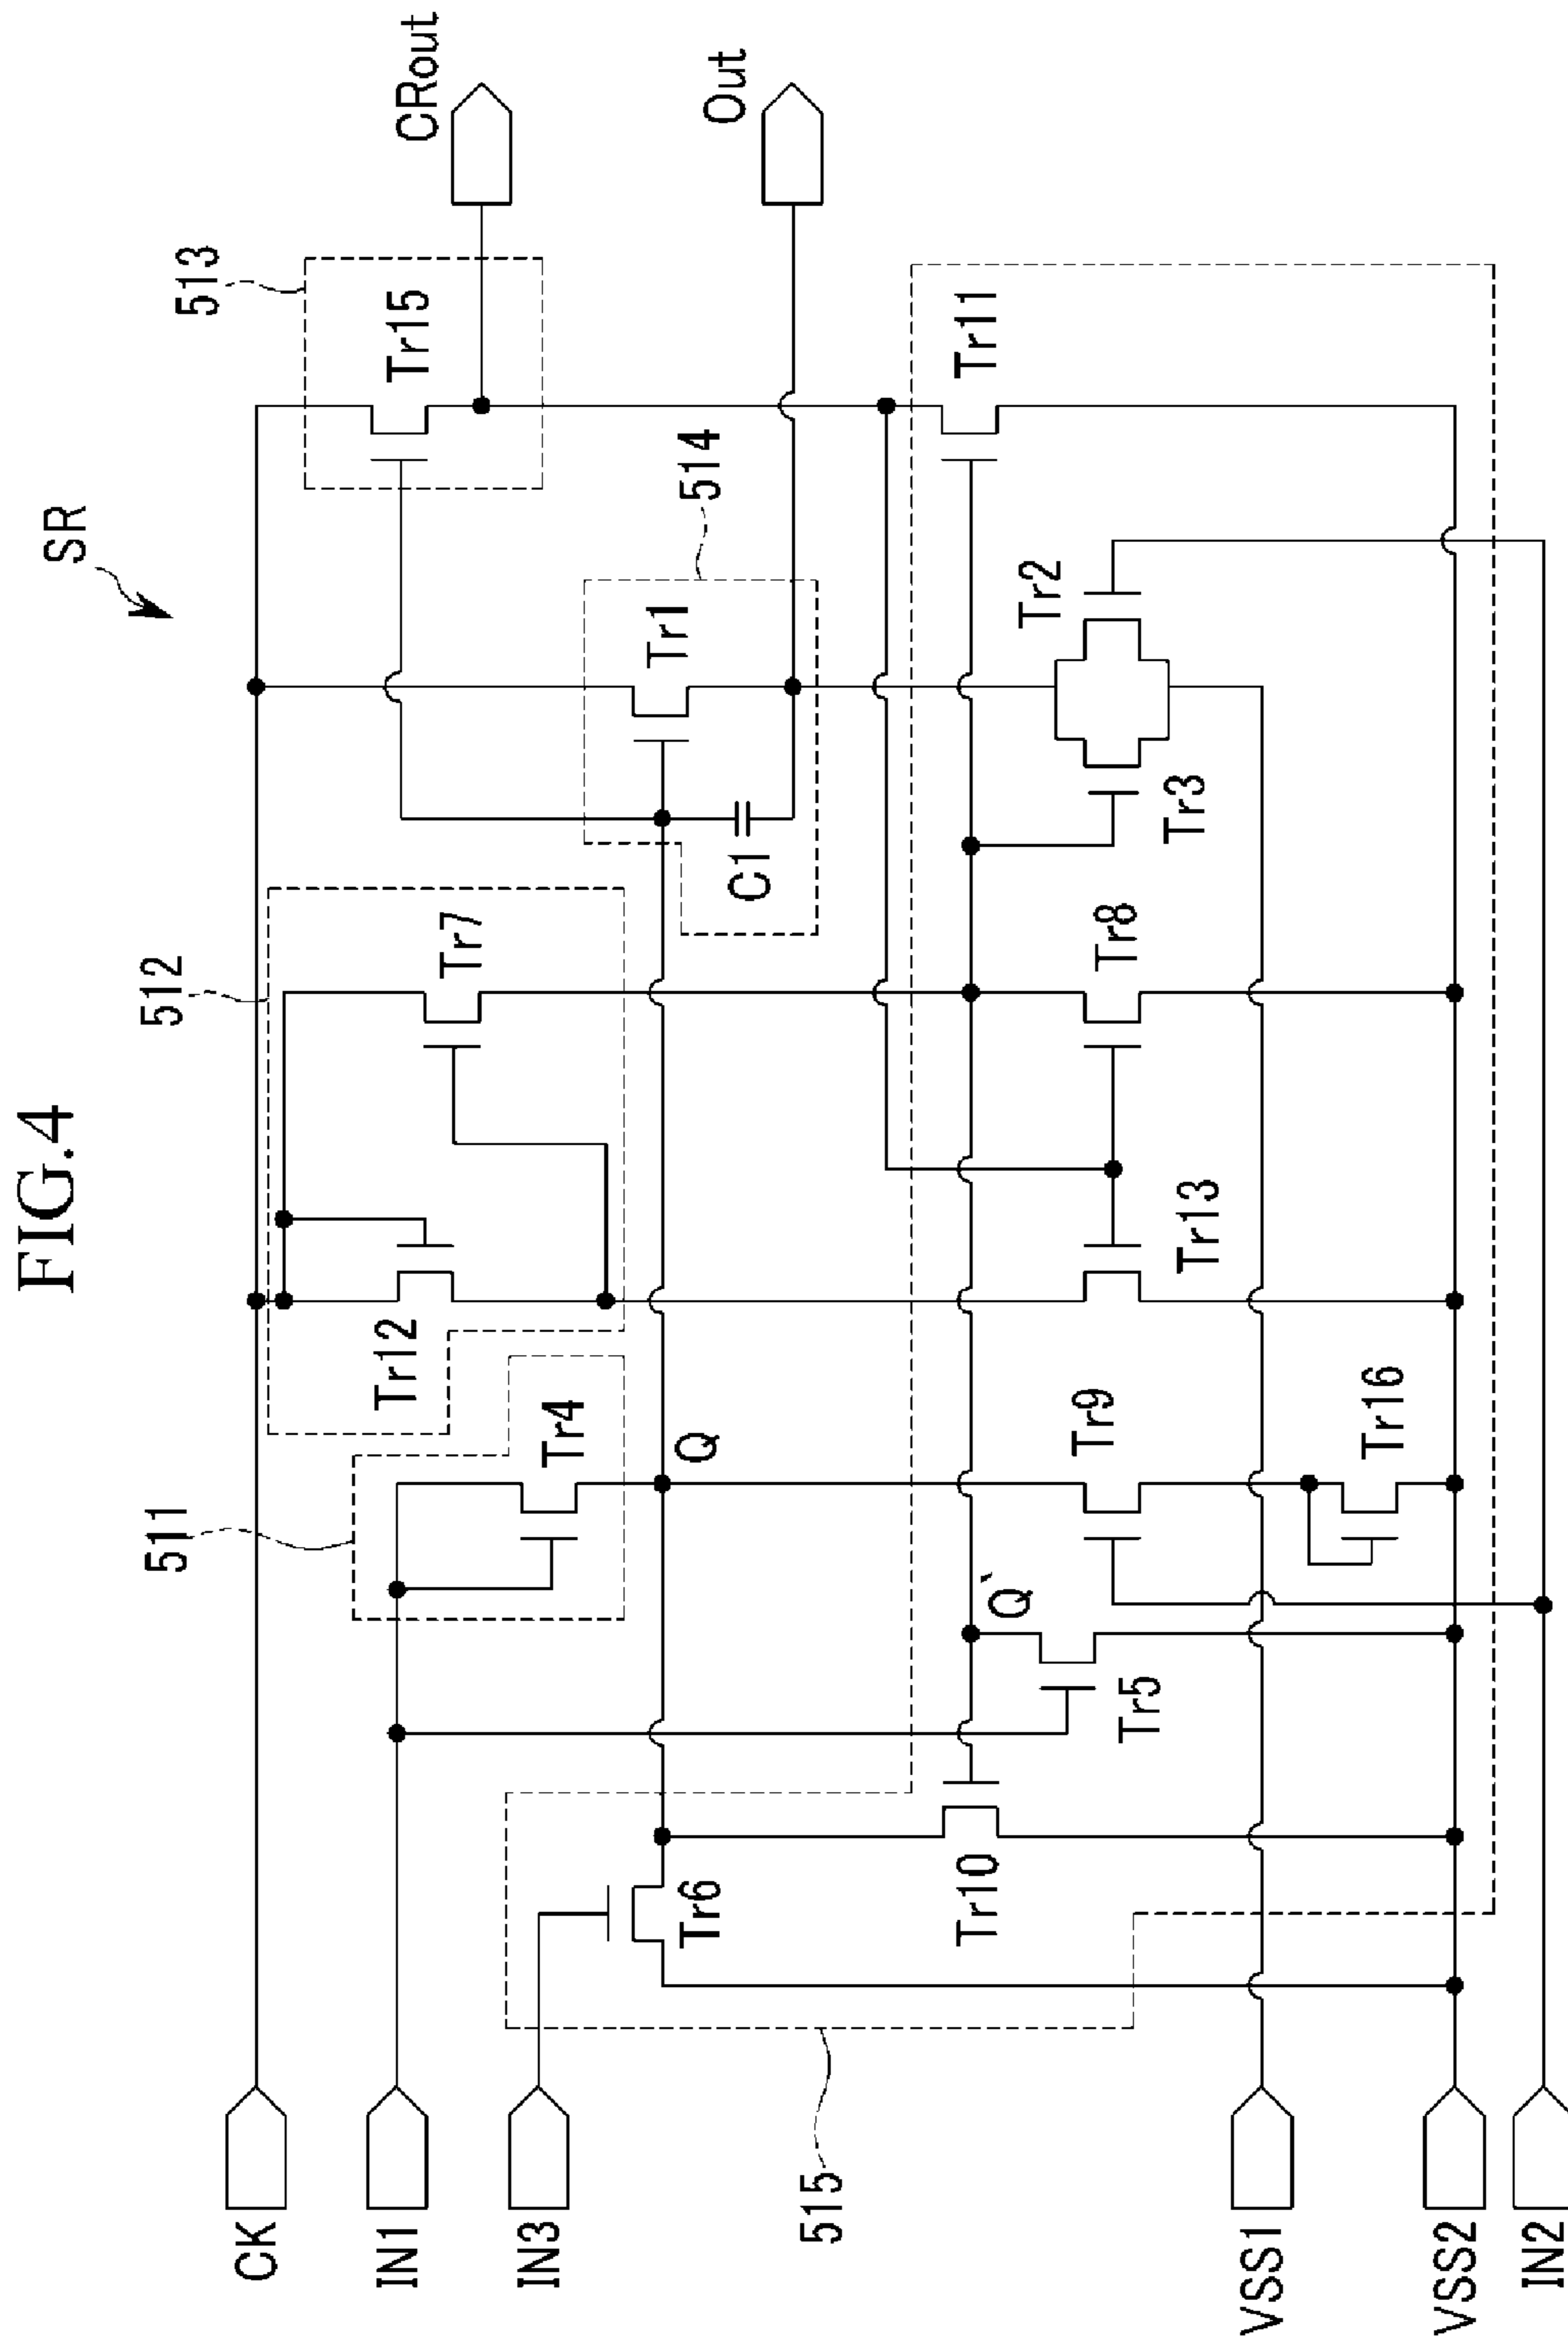 FIG.4
SR
511
512
513
CRout
Tr12
Tr7
Tr15
Tr4
514
Tr1
Out
Q
C1
Tr6
Q`
Tr10
Tr5
Tr9
Tr13
Tr8
Tr3
Tr2
Tr11
Tr16
515
CK
IN1
IN3
VSS1
VSS2
IN2